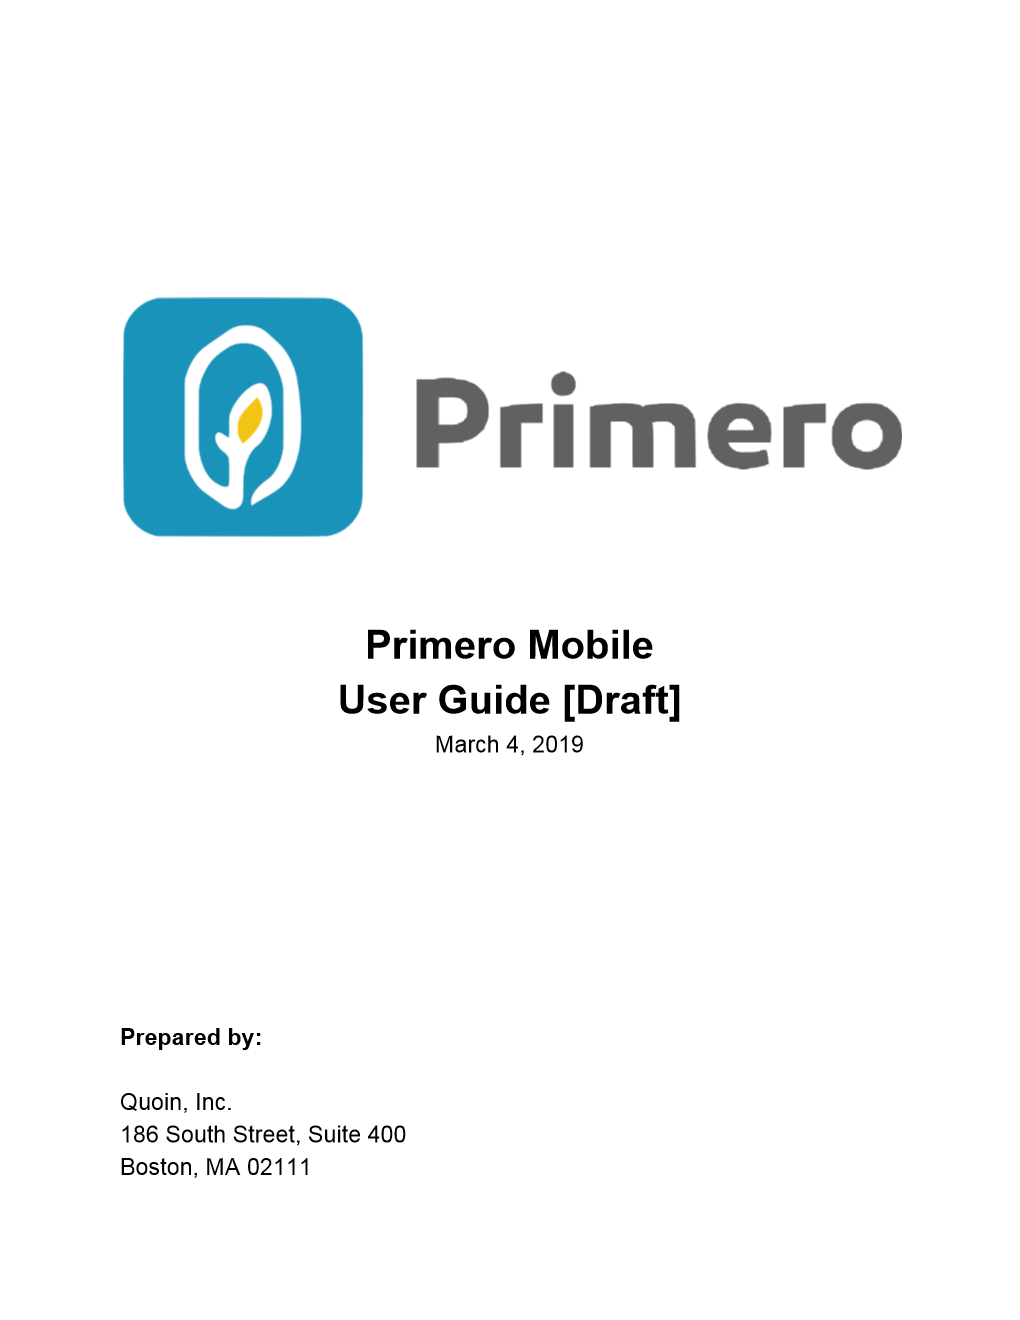 Primero
Primero Mobile
User Guide [Draft]
March 4, 2019
Prepared by:
Quoin, Inc.
186 South Street, Suite 400
Boston, MA 02111